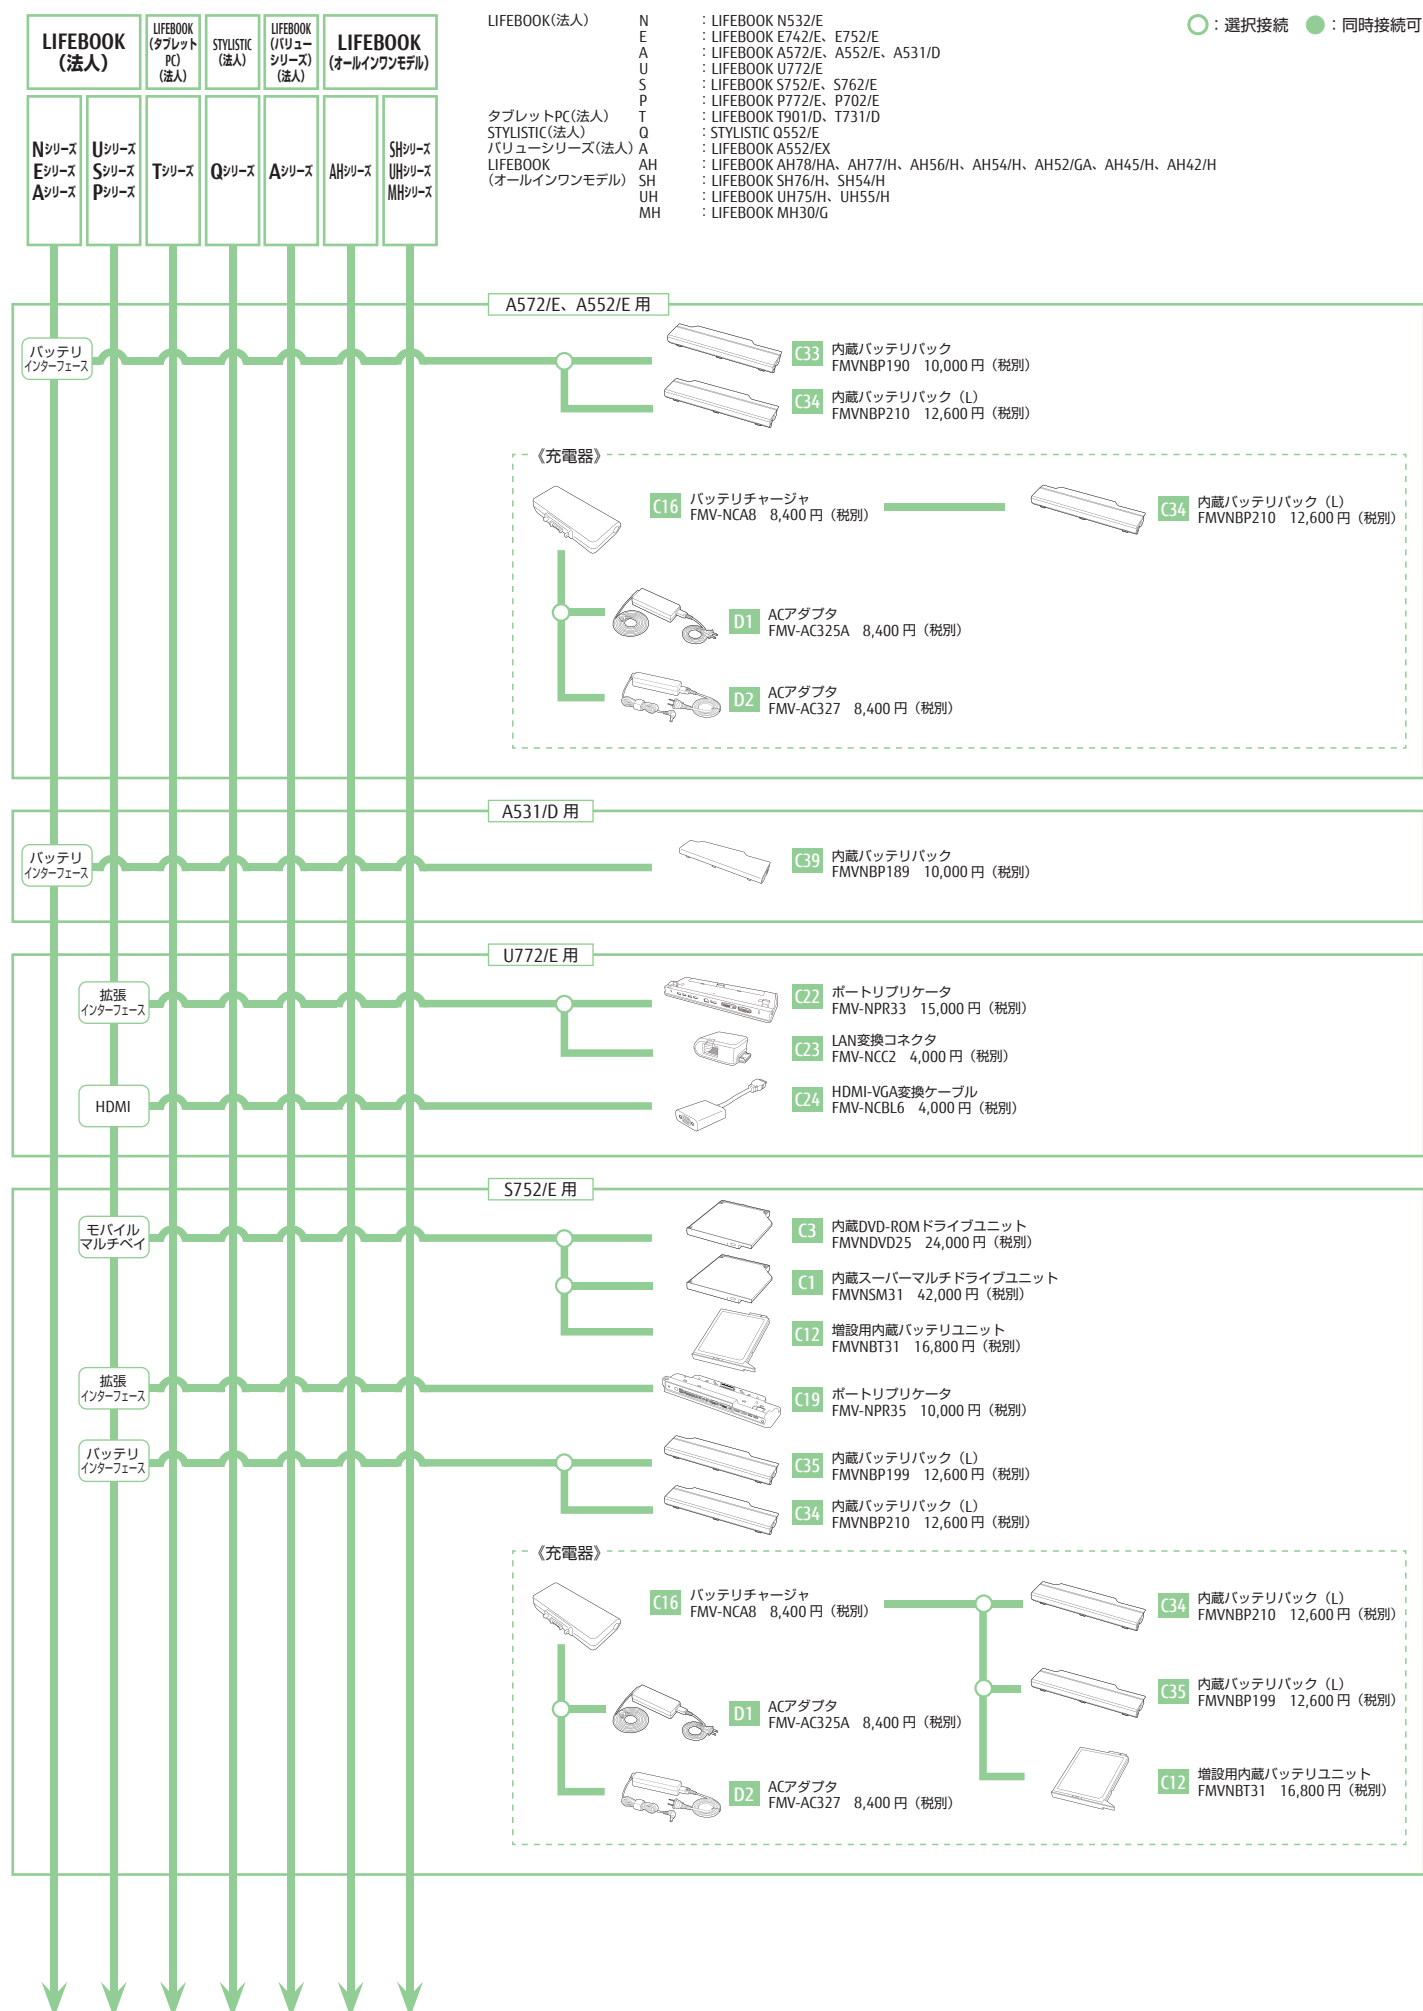 LIFEBOOK
(法人)
LIFEBOOK
(タブレット
PC)
(法人)
STYLISTIC
(法人)
LIFEBOOK
(バリュー
シリーズ)
(法人)
LIFEBOOK
(オールインワンモデル)
Nシリーズ
Eシリーズ
Aシリーズ
Uシリーズ
Sシリーズ
Pシリーズ
Tシリーズ
Qシリーズ
Aシリーズ
AHシリーズ
SHシリーズ
UHシリーズ
MHシリーズ
LIFEBOOK(法人) N : LIFEBOOK N532/E
E : LIFEBOOK E742/E、E752/E
A : LIFEBOOK A572/E、A552/E、A531/D
U : LIFEBOOK U772/E
S : LIFEBOOK S752/E、S762/E
P : LIFEBOOK P772/E、P702/E
タブレットPC(法人) T : LIFEBOOK T901/D、T731/D
STYLISTIC(法人) Q : STYLISTIC Q552/E
バリューシリーズ(法人) A : LIFEBOOK A552/EX
LIFEBOOK AH : LIFEBOOK AH78/HA、AH77/H、AH56/H、AH54/H、AH52/GA、AH45/H、AH42/H
(オールインワンモデル) SH : LIFEBOOK SH76/H、SH54/H
UH : LIFEBOOK UH75/H、UH55/H
MH : LIFEBOOK MH30/G
○：選択接続 ●：同時接続可
A572/E、A552/E 用
バッテリ
インターフェース
C33 内蔵バッテリパック
FMVNBP190 10,000 円（税別）
C34 内蔵バッテリパック（L）
FMVNBP210 12,600 円（税別）
《充電器》
C16 バッテリチャージャ
FMV-NCA8 8,400 円（税別）
C34 内蔵バッテリパック（L）
FMVNBP210 12,600 円（税別）
D1 ACアダプタ
FMV-AC325A 8,400 円（税別）
D2 ACアダプタ
FMV-AC327 8,400 円（税別）
A531/D 用
バッテリ
インターフェース
C39 内蔵バッテリパック
FMVNBP189 10,000 円（税別）
U772/E 用
拡張
インターフェース
C22 ポートリプリケータ
FMV-NPR33 15,000 円（税別）
C23 LAN変換コネクタ
FMV-NCC2 4,000 円（税別）
HDMI
C24 HDMI-VGA変換ケーブル
FMV-NCBL6 4,000 円（税別）
S752/E 用
モバイル
マルチベイ
C3 内蔵DVD-ROMドライブユニット
FMVNDVD25 24,000 円（税別）
C1 内蔵スーパーマルチドライブユニット
FMVNSM31 42,000 円（税別）
C12 増設用内蔵バッテリユニット
FMVNBT31 16,800 円（税別）
拡張
インターフェース
C19 ポートリプリケータ
FMV-NPR35 10,000 円（税別）
バッテリ
インターフェース
C35 内蔵バッテリパック（L）
FMVNBP199 12,600 円（税別）
C34 内蔵バッテリパック（L）
FMVNBP210 12,600 円（税別）
《充電器》
C16 バッテリチャージャ
FMV-NCA8 8,400 円（税別）
C34 内蔵バッテリパック（L）
FMVNBP210 12,600 円（税別）
C35 内蔵バッテリパック（L）
FMVNBP199 12,600 円（税別）
D1 ACアダプタ
FMV-AC325A 8,400 円（税別）
C12 増設用内蔵バッテリユニット
FMVNBT31 16,800 円（税別）
D2 ACアダプタ
FMV-AC327 8,400 円（税別）